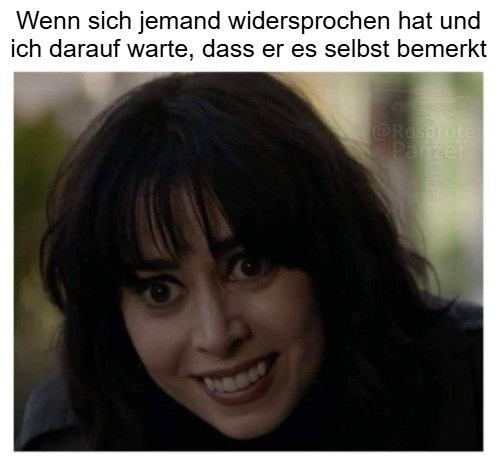 Wenn sich jemand widersprochen hat und
ich darauf warte, dass er es selbst bemerkt
@Rosarote
Panzer